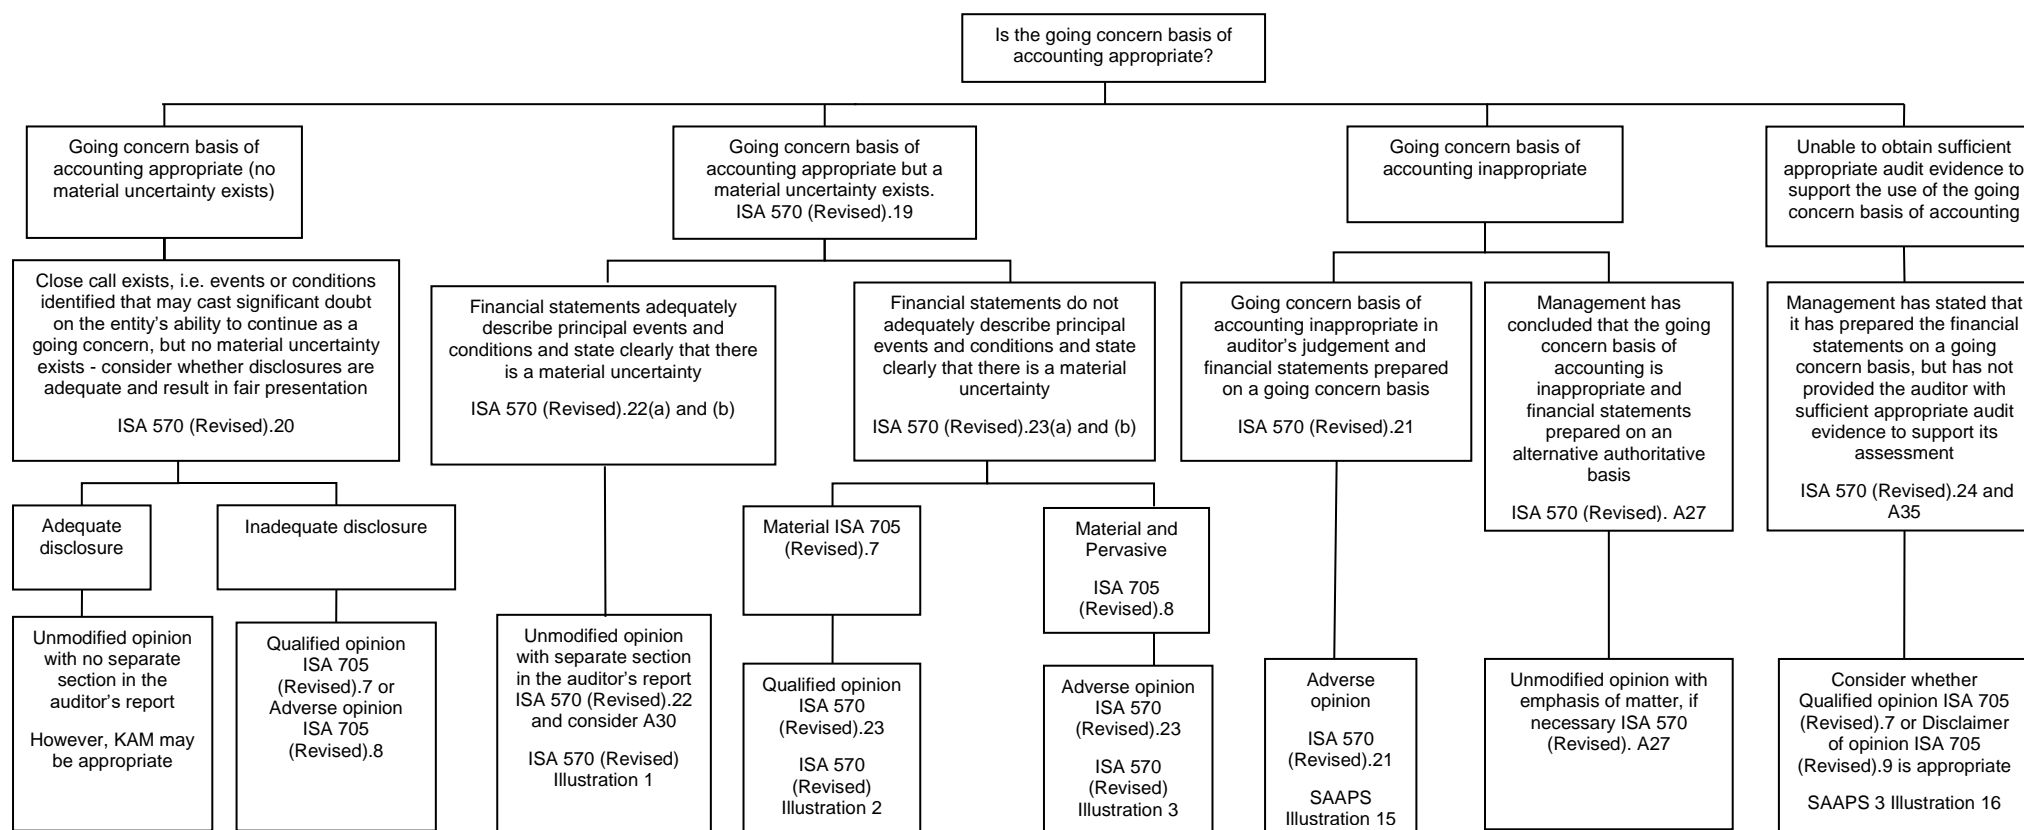 Is the going concern basis of
accounting appropriate?
Going concern basis of
accounting appropriate (no
material uncertainty exists)
Going concern basis of
accounting appropriate but a
material uncertainty exists.
ISA 570 (Revised).19
Going concern basis of
accounting inappropriate
Unable to obtain sufficient
appropriate audit evidence to
support the use of the going
concern basis of accounting
Close call exists, i.e. events or conditions
identified that may cast significant doubt
on the entity's ability to continue as a
going concern, but no material uncertainty
exists - consider whether disclosures are
adequate and result in fair presentation
ISA 570 (Revised).20
Financial statements adequately
describe principal events and
conditions and state clearly that there
is a material uncertainty
ISA 570 (Revised).22(a) and (b)
Financial statements do not
adequately describe principal
events and conditions and state
clearly that there is a material
uncertainty
ISA 570 (Revised).23(a) and (b)
Going concern basis of
accounting inappropriate in
auditor's judgement and
financial statements prepared
on a going concern basis
ISA 570 (Revised).21
Management has
concluded that the going
concern basis of
accounting is
inappropriate and
financial statements
prepared on an
alternative authoritative
basis
ISA 570 (Revised). A27
Management has stated that
it has prepared the financial
statements on a going
concern basis, but has not
provided the auditor with
sufficient appropriate audit
evidence to support its
assessment
ISA 570 (Revised).24 and
A35
Adequate
disclosure
Inadequate disclosure
Material ISA 705
(Revised).7
Material and
Pervasive
ISA 705
(Revised).8
Unmodified opinion
with no separate
section in the
auditor's report
However, KAM may
be appropriate
Qualified opinion
ISA 705
(Revised).7 or
Adverse opinion
ISA 705
(Revised).8
Unmodified opinion
with separate section
in the auditor's report
ISA 570 (Revised).22
and consider A30
ISA 570 (Revised)
Illustration 1
Qualified opinion
ISA 570
(Revised).23
ISA 570
(Revised)
Illustration 2
Adverse opinion
ISA 570
(Revised).23
ISA 570
(Revised)
Illustration 3
Adverse
opinion
ISA 570
(Revised).21
SAAPS
Illustration 15
Unmodified opinion with
emphasis of matter, if
necessary ISA 570
(Revised). A27
Consider whether
Qualified opinion ISA 705
(Revised).7 or Disclaimer
of opinion ISA 705
(Revised).9 is appropriate
SAAPS 3 Illustration 16